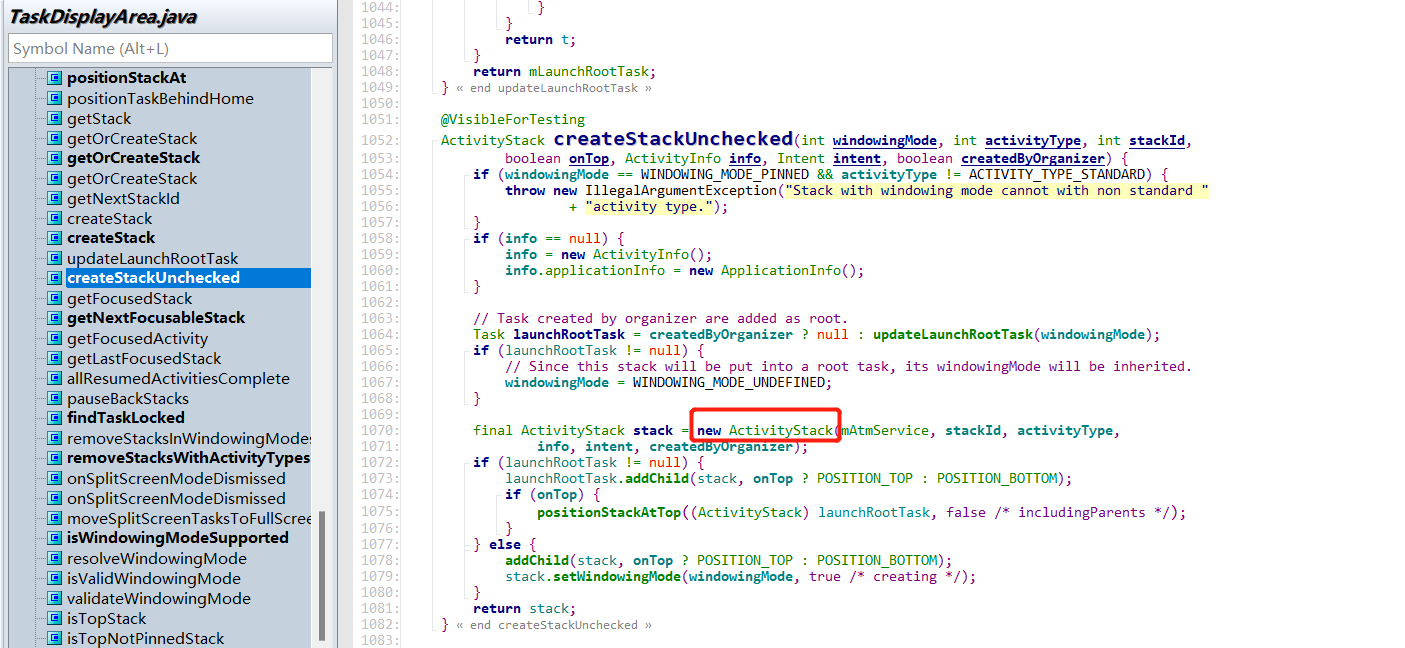 TaskDisplayArea.java
Symbol Name (Alt+L)
positionStackAt
positionTaskBehindHome
getStack
getOrCreateStack
getOrCreateStack
getOrCreateStack
getNextStackId
createStack
createStack
updateLaunchRootTask
createStackUnchecked
getFocusedStack
getNextFocusableStack
getFocusedActivity
getLastFocusedStack
allResumedActivitiesComplete
pauseBackStacks
findTaskLocked
removeStacksInWindowingModes
removeStacksWithActivityTypes
onSplitScreenModeDismissed
onSplitScreenModeDismissed
moveSplitScreenTasksToFullScre
isWindowingModeSupported
resolveWindowingMode
isValidWindowingMode
validateWindowingMode
isTopStack
isTopNotPinnedStack
1044: }
1045: }
1046: return t;
1047: }
1048: return mLaunchRootTask;
1049: } « end updateLaunchRootTask »
1050:
1051: @VisibleForTesting
1052: ActivityStack createStackUnchecked(int windowingMode, int activityType, int stackId,
1053: boolean onTop, ActivityInfo info, Intent intent, boolean createdByOrganizer) {
1054: if (windowingMode == WINDOWING_MODE_PINNED && activityType != ACTIVITY_TYPE_STANDARD) {
1055: throw new IllegalArgumentException("Stack with windowing mode cannot with non standard "
1056: + "activity type.");
1057: }
1058: if (info == null) {
1059: info = new ActivityInfo();
1060: info.applicationInfo = new ApplicationInfo();
1061: }
1062:
1063: // Task created by organizer are added as root.
1064: Task launchRootTask = createdByOrganizer ? null : updateLaunchRootTask(windowingMode);
1065: if (launchRootTask != null) {
1066: // Since this stack will be put into a root task, its windowingMode will be inherited.
1067: windowingMode = WINDOWING_MODE_UNDEFINED;
1068: }
1069:
1070: final ActivityStack stack = new ActivityStack(mAtmService, stackId, activityType,
1071: info, intent, createdByOrganizer);
1072: if (launchRootTask != null) {
1073: launchRootTask.addChild(stack, onTop ? POSITION_TOP : POSITION_BOTTOM);
1074: if (onTop) {
1075: positionStackAtTop((ActivityStack) launchRootTask, false /* includingParents */);
1076: }
1077: } else {
1078: addChild(stack, onTop ? POSITION_TOP : POSITION_BOTTOM);
1079: stack.setWindowingMode(windowingMode, true /* creating */);
1080: }
1081: return stack;
1082: } « end createStackUnchecked »
1083: